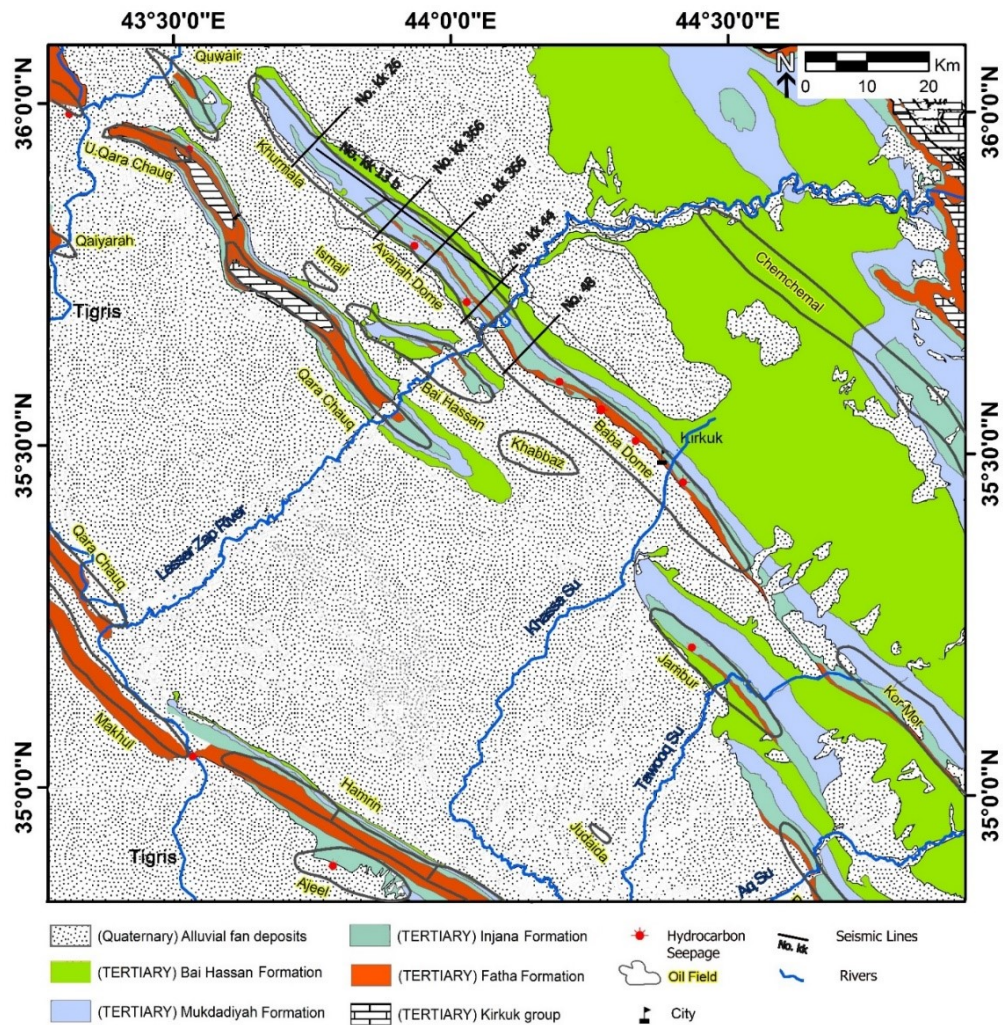 43°30'0"E
44°0'0"E
44°30'0"E
36°0'0"N
35°30'0"N
35°0'0"N
36°0'0"N
35°30'0"N
35°0'0"N
N
0
10
20
Km
Quwair
No. kk 26
No. kk 13 b
No. kk 366
No. kk 366
No. kk 44
No. 48
U.Qara Chauq
Khurmala
Qaiyarah
Tigris
Ismail
Avanah Dome
Chemchemal
Bai Hassan
Qara Chauq
Khabbaz
Baba Dome
Kirkuk
Lesser Zap River
Qara Chauq
Khassa Su
Jambur
Kor Mor
Tawooq Su
Makhul
Hamrin
Judaida
Tigris
Ajeel
Aq Su
(Quaternary) Alluvial fan deposits
(TERTIARY) Bai Hassan Formation
(TERTIARY) Mukdadiyah Formation
(TERTIARY) Injana Formation
(TERTIARY) Fatha Formation
(TERTIARY) Kirkuk group
Hydrocarbon
Seepage
Oil Field
City
No. kk
Seismic Lines
Rivers